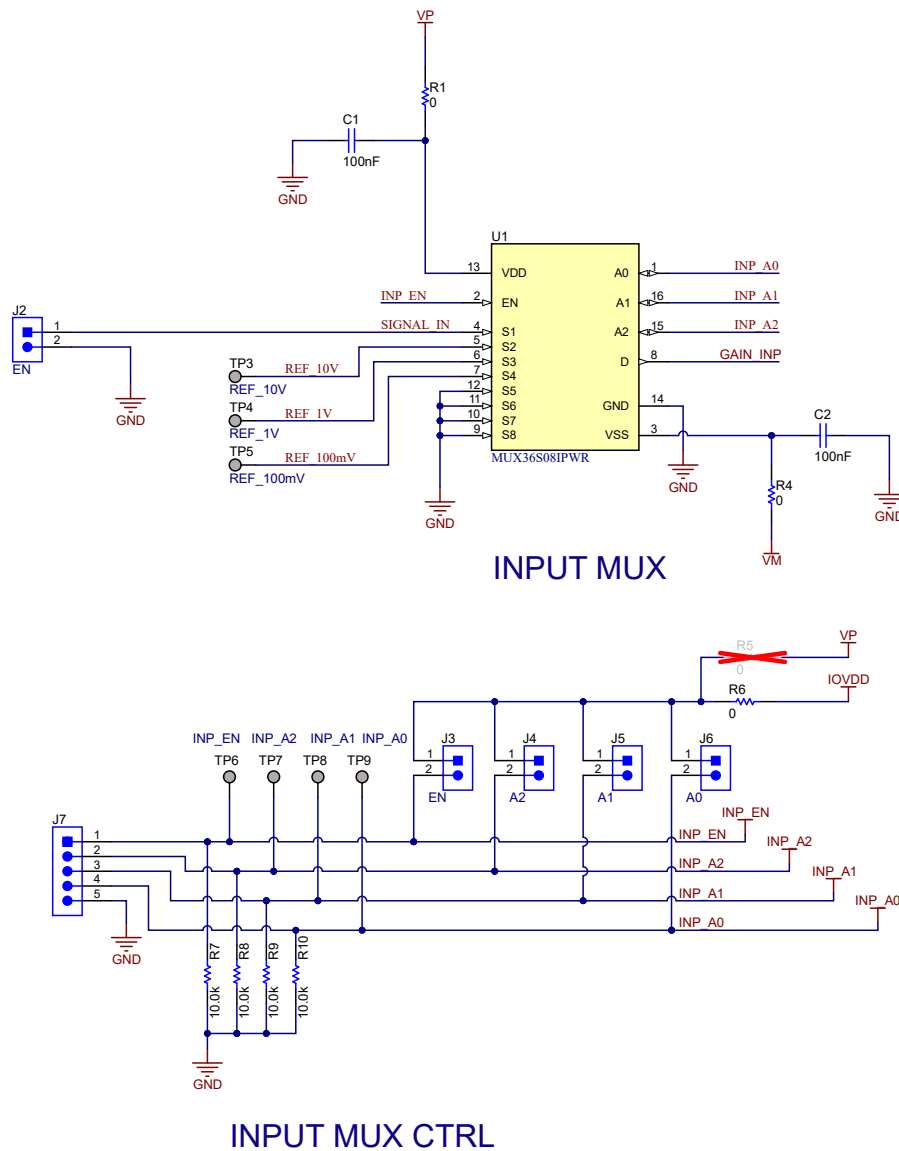 VP
R1
0
C1
100nF
GND
U1
13 VDD A0 1 INP_A0
INP_EN 2 EN A1 16 INP_A1
J2
1 SIGNAL_IN 4 S1 A2 15 INP_A2
2 5 S2
EN
TP3 REF_10V 6 S3 D 8 GAIN_INP
REF_10V
7 S4
GND
12 S5
TP4 REF_1V 11 S6 GND 14
REF_1V
10 S7
9 S8 VSS 3
C2
100nF
TP5 REF_100mV
REF_100mV
MUX36S08IPWR
GND
R4
0
GND
GND
VM
INPUT MUX
R5
0
VP
R6
0
IOVDD
INP_EN INP_A2 INP_A1 INP_A0
TP6 TP7 TP8 TP9
J3
1
2
EN
J4
1
2
A2
J5
1
2
A1
J6
1
2
A0
J7
1
2
3
4
5
GND
INP_EN INP_EN
INP_A2 INP_A2
INP_A1 INP_A1
INP_A0 INP_A0
R7 R8 R9 R10
10.0k 10.0k 10.0k 10.0k
GND
INPUT MUX CTRL